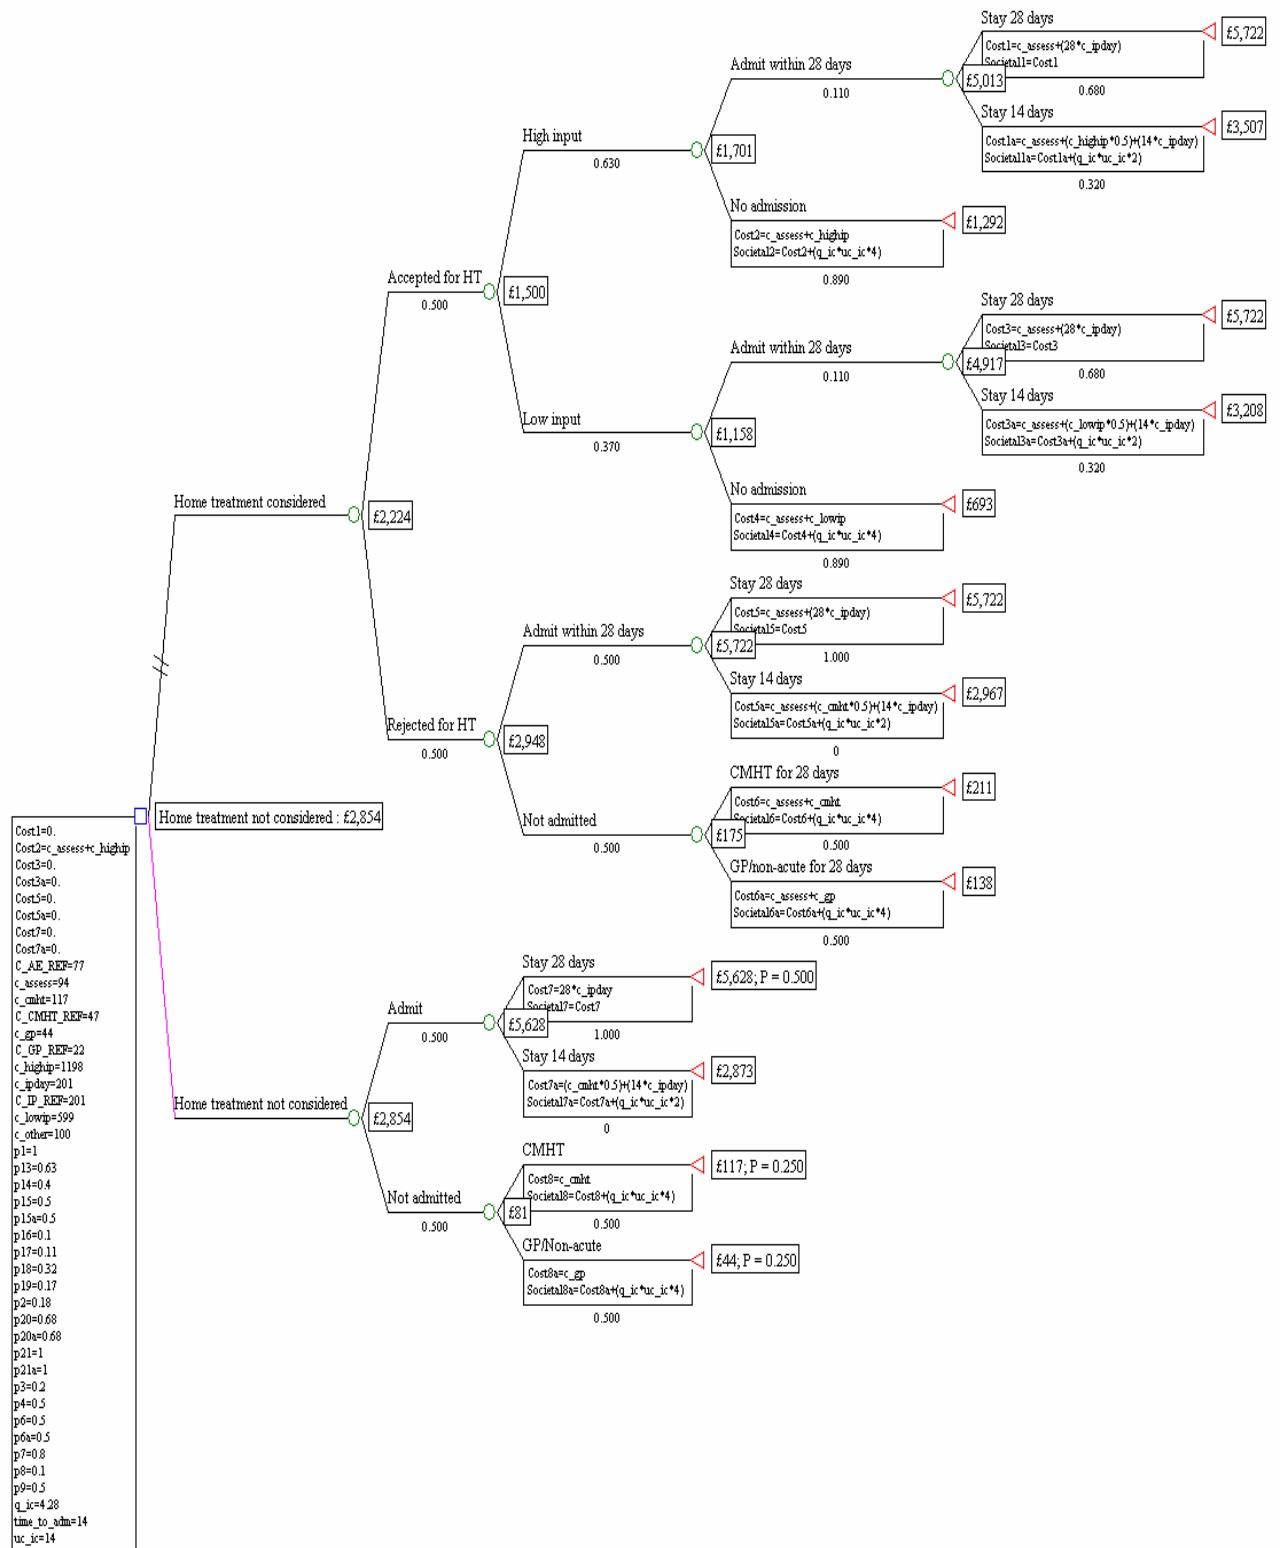 Stay 28 days
£5,722
Cost1=c_assess+(28*c_ipday)
Societal1=Cost1
Admit within 28 days
£5,013
0.110
0.680
Stay 14 days
£3,507
High input
Cost1a=c_assess+(c_highip*0.5)+(14*c_ipday)
£1,701
Societal1a=Cost1a+(q_ic*uc_ic*2)
0.630
0.320
No admission
£1,292
Cost2=c_assess+c_highip
Societal2=Cost2+(q_ic*uc_ic*4)
Accepted for HT
0.890
£1,500
0.500
Stay 28 days
£5,722
Cost3=c_assess+(28*c_ipday)
Societal3=Cost3
Admit within 28 days
£4,917
0.110
0.680
Stay 14 days
£3,208
Low input
Cost3a=c_assess+(c_lowip*0.5)+(14*c_ipday)
£1,158
Societal3a=Cost3a+(q_ic*uc_ic*2)
0.370
0.320
No admission
Home treatment considered
£693
£2,224
Cost4=c_assess+c_lowip
Societal4=Cost4+(q_ic*uc_ic*4)
0.890
Stay 28 days
£5,722
Cost5=c_assess+(28*c_ipday)
Societal5=Cost5
Admit within 28 days
£5,722
0.500
1.000
Stay 14 days
£2,967
Cost5a=c_assess+(c_cmht*0.5)+(14*c_ipday)
Societal5a=Cost5a+(q_ic*uc_ic*2)
Rejected for HT
£2,948
0.500
0
CMHT for 28 days
£211
Cost6=c_assess+c_cmht
Societal6=Cost6+(q_ic*uc_ic*4)
Not admitted
£175
0.500
0.500
GP/non-acute for 28 days
£138
Cost6a=c_assess+c_gp
Societal6a=Cost6a+(q_ic*uc_ic*4)
0.500
Home treatment not considered : £2,854
Cost1=0.
Cost2=c_assess+c_highip
Cost3=0.
Cost3a=0.
Cost5=0.
Cost5a=0.
Cost7=0.
Cost7a=0.
C_AE_REF=77
c_assess=94
c_cmht=117
C_CMHT_REF=47
c_gp=44
C_GP_REF=22
c_highip=1198
c_ipday=201
C_IP_REF=201
c_lowip=599
c_other=100
p1=1
p13=0.63
p14=0.4
p15=0.5
p15a=0.5
p16=0.1
p17=0.11
p18=0.32
p19=0.17
p2=0.18
p20=0.68
p20a=0.68
p21=1
p21a=1
p3=0.2
p4=0.5
p6=0.5
p6a=0.5
p7=0.8
p8=0.1
p9=0.5
q_ic=4.28
time_to_adm=14
uc_ic=14
Stay 28 days
£5,628; P = 0.500
Cost7=28*c_ipday
Societal7=Cost7
Admit
£5,628
0.500
1.000
Stay 14 days
£2,873
Cost7a=(c_cmht*0.5)+(14*c_ipday)
Societal7a=Cost7a+(q_ic*uc_ic*2)
Home treatment not considered
£2,854
0
CMHT
£117; P = 0.250
Cost8=c_cmht
Societal8=Cost8+(q_ic*uc_ic*4)
Not admitted
£81
0.500
0.500
GP/Non-acute
£44; P = 0.250
Cost8a=c_gp
Societal8a=Cost8a+(q_ic*uc_ic*4)
0.500